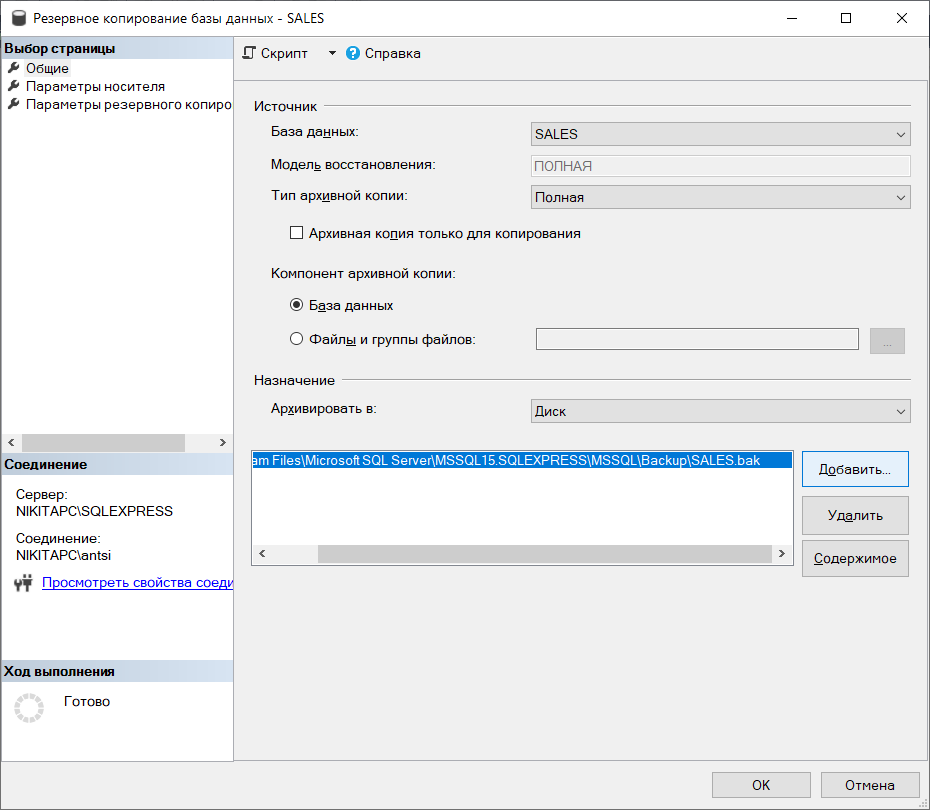 Резервное копирование базы данных - SALES
Выбор страницы
Общие
Параметры носителя
Параметры резервного копиро
Скрипт
Справка
Источник
База данных:
SALES
Модель восстановления:
ПОЛНАЯ
Тип архивной копии:
Полная
Архивная копия только для копирования
Компонент архивной копии:
База данных
Файлы и группы файлов:
...
Назначение
Архивировать в:
Диск
am Files\Microsoft SQL Server\MSSQL15.SQLEXPRESS\MSSQL\Backup\SALES.bak
Добавить...
Удалить
Содержимое
Соединение
Сервер:
NIKITAPC\SQLEXPRESS
Соединение:
NIKITAPC\antsi
Просмотреть свойства соеди
Ход выполнения
Готово
OK
Отмена